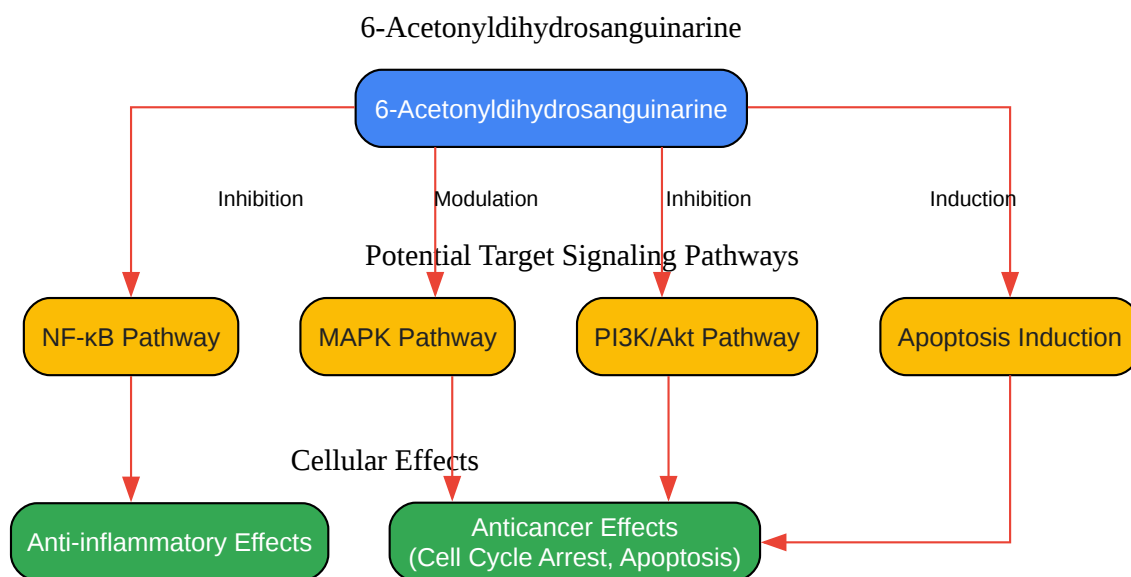 6-Acetonyldihydrosanguinarine
6-Acetonyldihydrosanguinarine
Inhibition
Modulation
Inhibition
Induction
Potential Target Signaling Pathways
NF-κB Pathway
MAPK Pathway
PI3K/Akt Pathway
Apoptosis Induction
Cellular Effects
Anti-inflammatory Effects
Anticancer Effects
(Cell Cycle Arrest, Apoptosis)